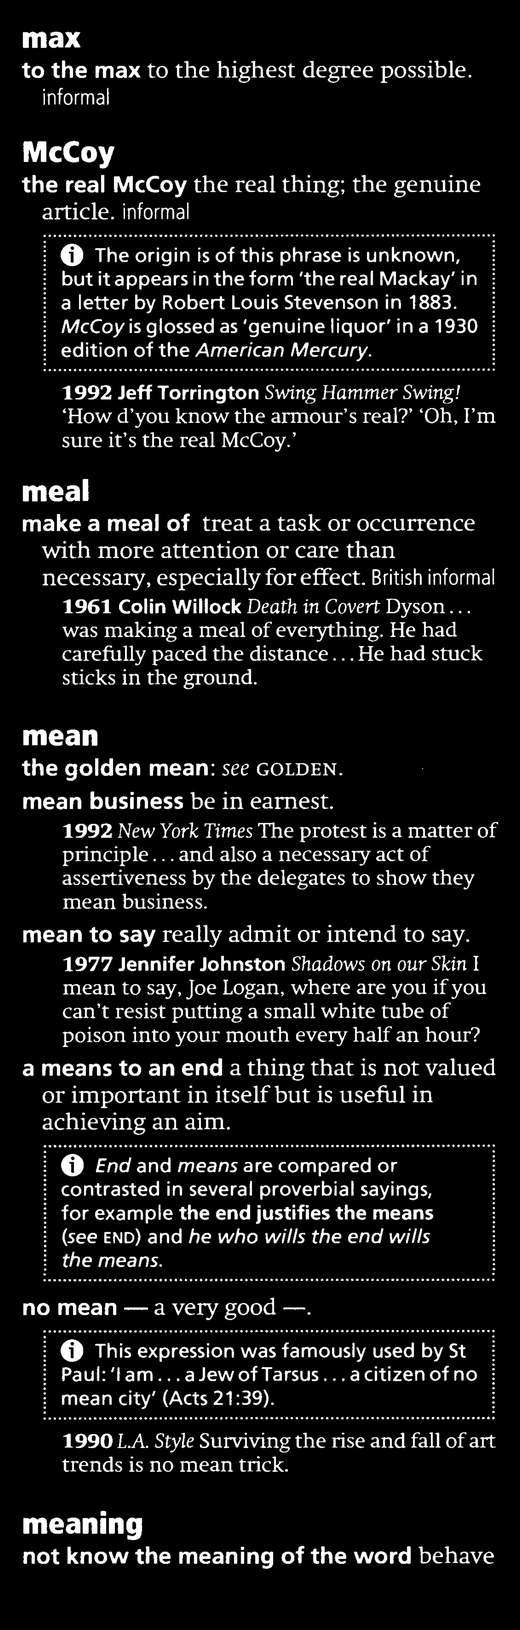 max
to the max to the highest degree possible.
informal
McCoy
the real McCoy the real thing; the genuine
article. informal
i The origin is of this phrase is unknown,
but it appears in the form ‘the real Mackay’ in
a letter by Robert Louis Stevenson in 1883.
McCoy is glossed as ‘genuine liquor’ in a 1930
edition of the American Mercury.
1992 Jeff Torrington Swing Hammer Swing!
‘How d’you know the armour’s real?’ ‘Oh, I’m
sure it’s the real McCoy.’
meal
make a meal of treat a task or occurrence
with more attention or care than
necessary, especially for effect. British informal
1961 Colin Willock Death in Covert Dyson...
was making a meal of everything. He had
carefully paced the distance...He had stuck
sticks in the ground.
mean
the golden mean: see GOLDEN.
mean business be in earnest.
1992 New York Times The protest is a matter of
principle...and also a necessary act of
assertiveness by the delegates to show they
mean business.
mean to say really admit or intend to say.
1977 Jennifer Johnston Shadows on our Skin I
mean to say, Joe Logan, where are you if you
can’t resist putting a small white tube of
poison into your mouth every half an hour?
a means to an end a thing that is not valued
or important in itself but is useful in
achieving an aim.
i End and means are compared or
contrasted in several proverbial sayings,
for example the end justifies the means
(see END) and he who wills the end wills
the means.
no mean — a very good —.
i This expression was famously used by St
Paul: ‘I am...a Jew of Tarsus...a citizen of no
mean city’ (Acts 21:39).
1990 L.A. Style Surviving the rise and fall of art
trends is no mean trick.
meaning
not know the meaning of the word behave